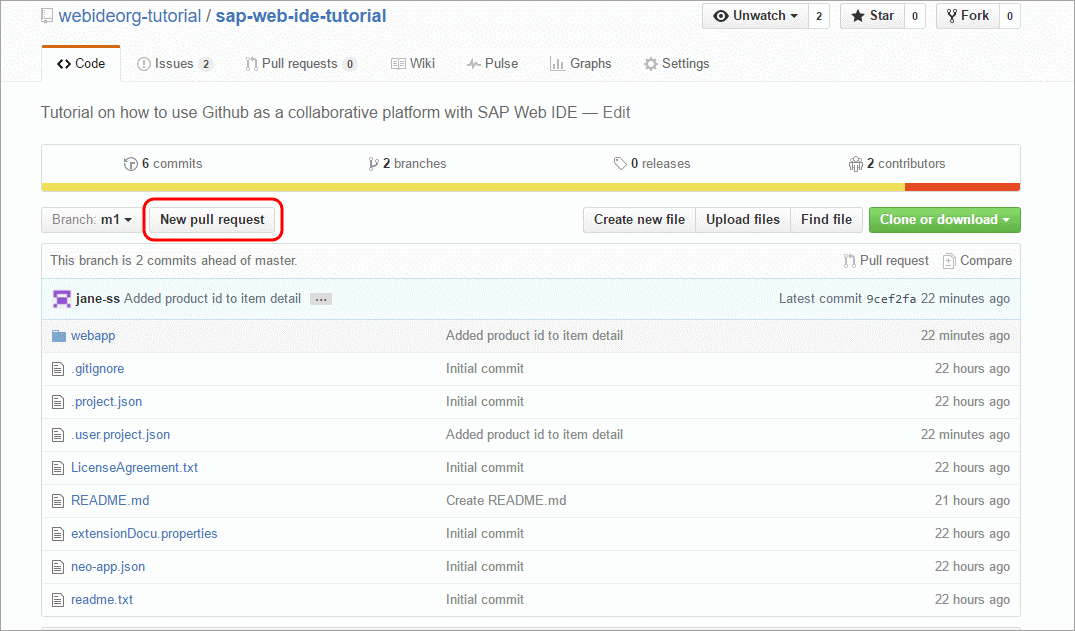 webideorg-tutorial / sap-web-ide-tutorial Unwatch 2 Star 0 Fork 0
Code Issues 2 Pull requests 0 Wiki Pulse Graphs Settings
Tutorial on how to use Github as a collaborative platform with SAP Web IDE — Edit
6 commits 2 branches 0 releases 2 contributors
Branch: m1 New pull request Create new file Upload files Find file Clone or download
This branch is 2 commits ahead of master. Pull request Compare
jane-ss Added product id to item detail ... Latest commit 9cef2fa 22 minutes ago
webapp Added product id to item detail 22 minutes ago
.gitignore Initial commit 22 hours ago
.project.json Initial commit 22 hours ago
.user.project.json Added product id to item detail 22 minutes ago
LicenseAgreement.txt Initial commit 22 hours ago
README.md Create README.md 21 hours ago
extensionDocu.properties Initial commit 22 hours ago
neo-app.json Initial commit 22 hours ago
readme.txt Initial commit 22 hours ago